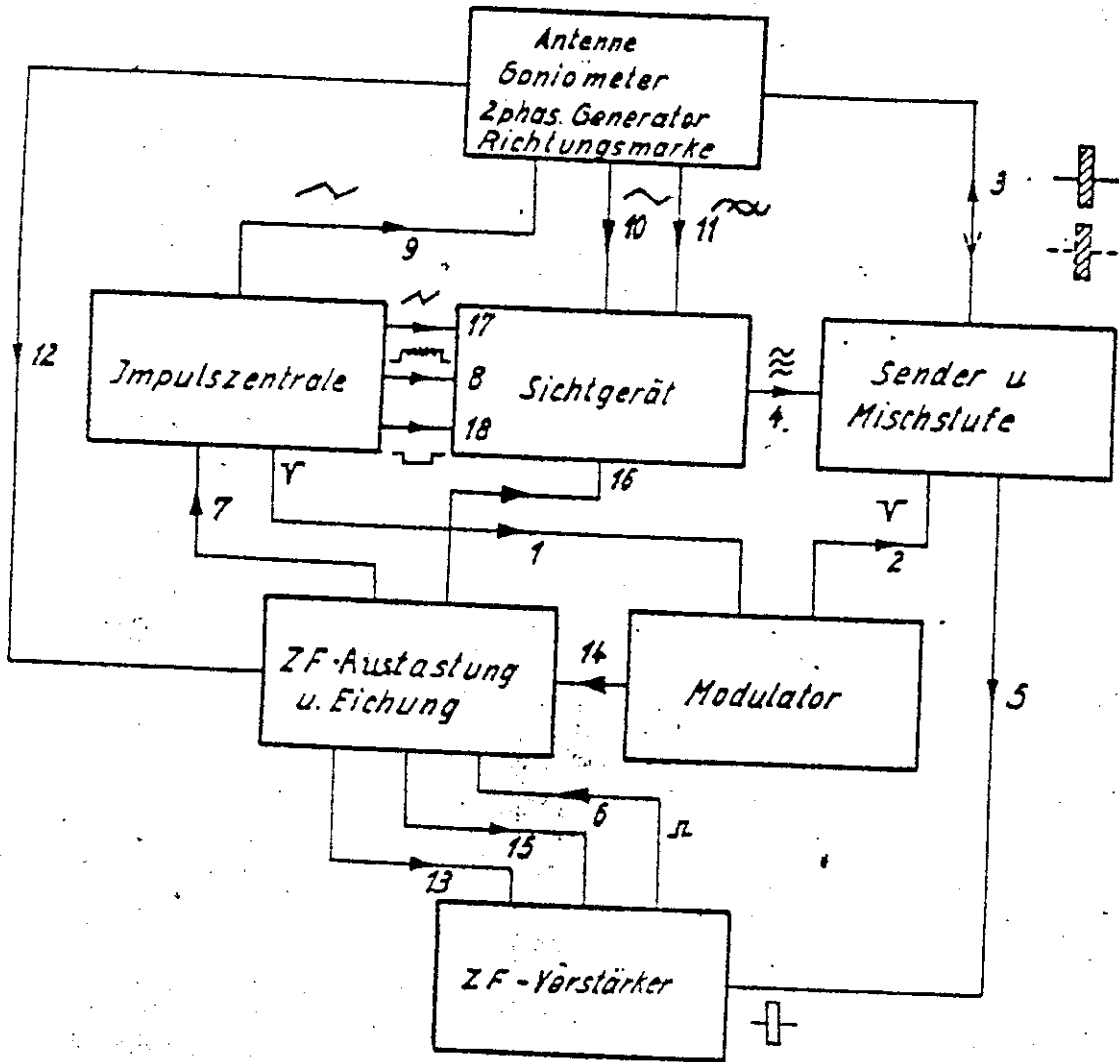 Antenne
Goniometer
2phas. Generator
Richtungsmarke
3
10
11
9
12
Impulszentrale
17
8
18
Sichtgerät
4.
Sender u
Mischstufe
16
7
1
2
ZF-Austastung
u. Eichung
14
Modulator
5
6
15
13
ZF-Verstärker